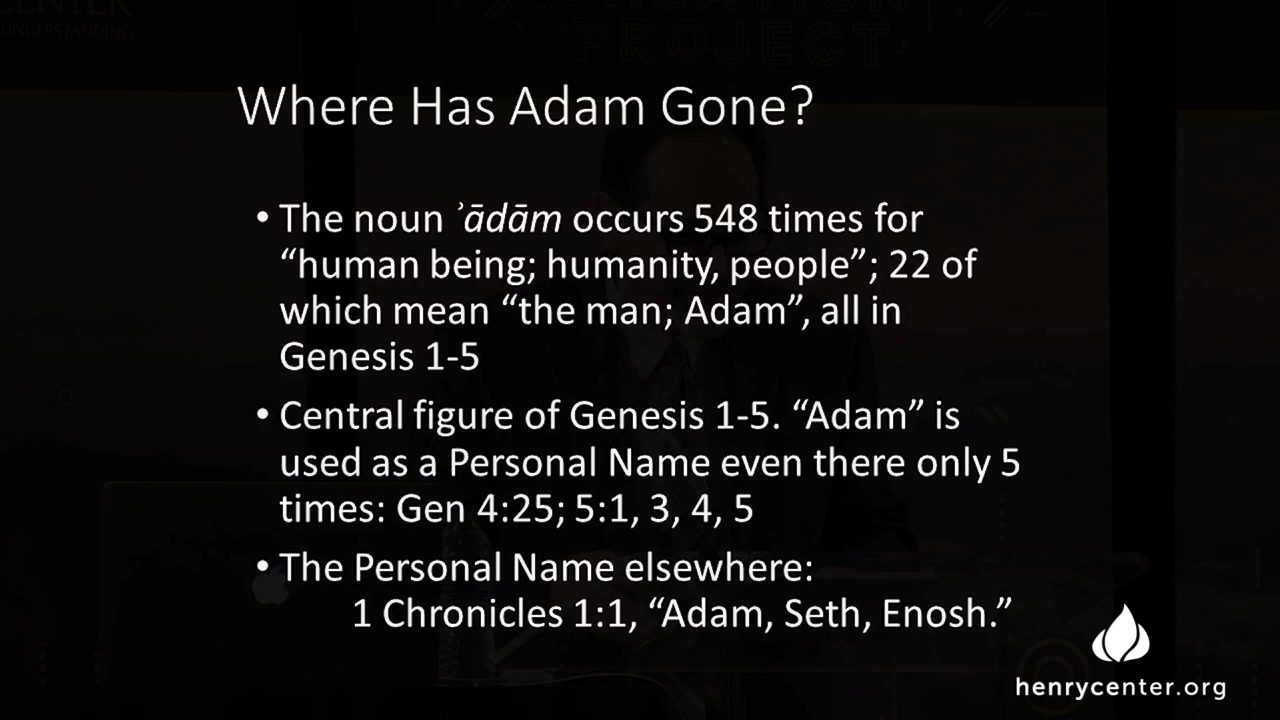 CENTER
UNDERSTANDING
PROJECT
Where Has Adam Gone?
• The noun ʾādām occurs 548 times for
“human being; humanity, people”; 22 of
which mean “the man; Adam”, all in
Genesis 1-5
• Central figure of Genesis 1-5. “Adam” is
used as a Personal Name even there only 5
times: Gen 4:25; 5:1, 3, 4, 5
• The Personal Name elsewhere:
1 Chronicles 1:1, “Adam, Seth, Enosh.”
henrycenter.org